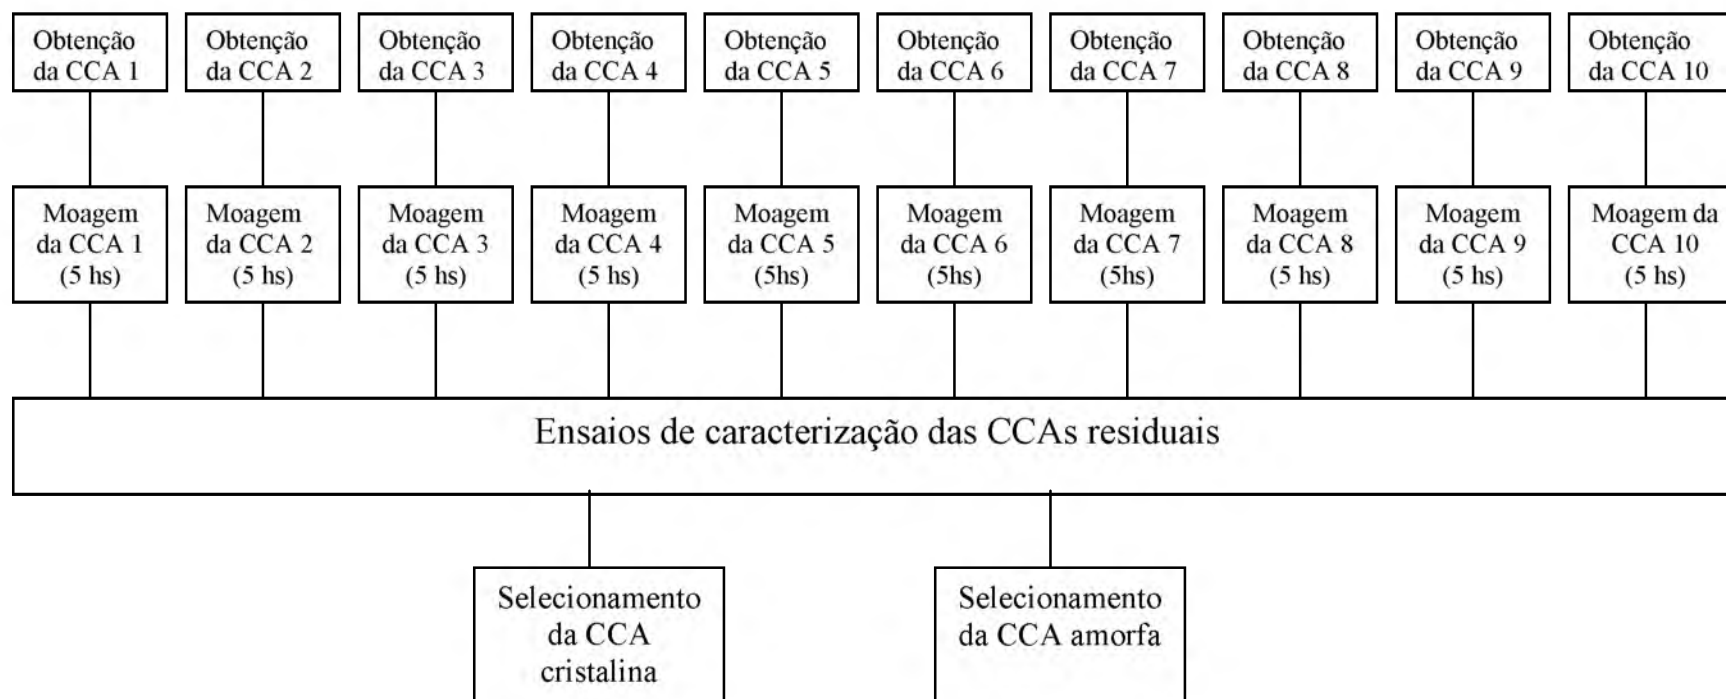 Obtenção
da CCA 1
Obtenção
da CCA 2
Obtenção
da CCA 3
Obtenção
da CCA 4
Obtenção
da CCA 5
Obtenção
da CCA 6
Obtenção
da CCA 7
Obtenção
da CCA 8
Obtenção
da CCA 9
Obtenção
da CCA 10
Moagem
da CCA 1
(5 hs)
Moagem
da CCA 2
(5 hs)
Moagem
da CCA 3
(5 hs)
Moagem
da CCA 4
(5 hs)
Moagem
da CCA 5
(5hs)
Moagem
da CCA 6
(5hs)
Moagem
da CCA 7
(5hs)
Moagem
da CCA 8
(5 hs)
Moagem
da CCA 9
(5 hs)
Moagem da
CCA 10
(5 hs)
Ensaios de caracterização das CCAs residuais
Selecionamento
da CCA
cristalina
Selecionamento
da CCA amorfa